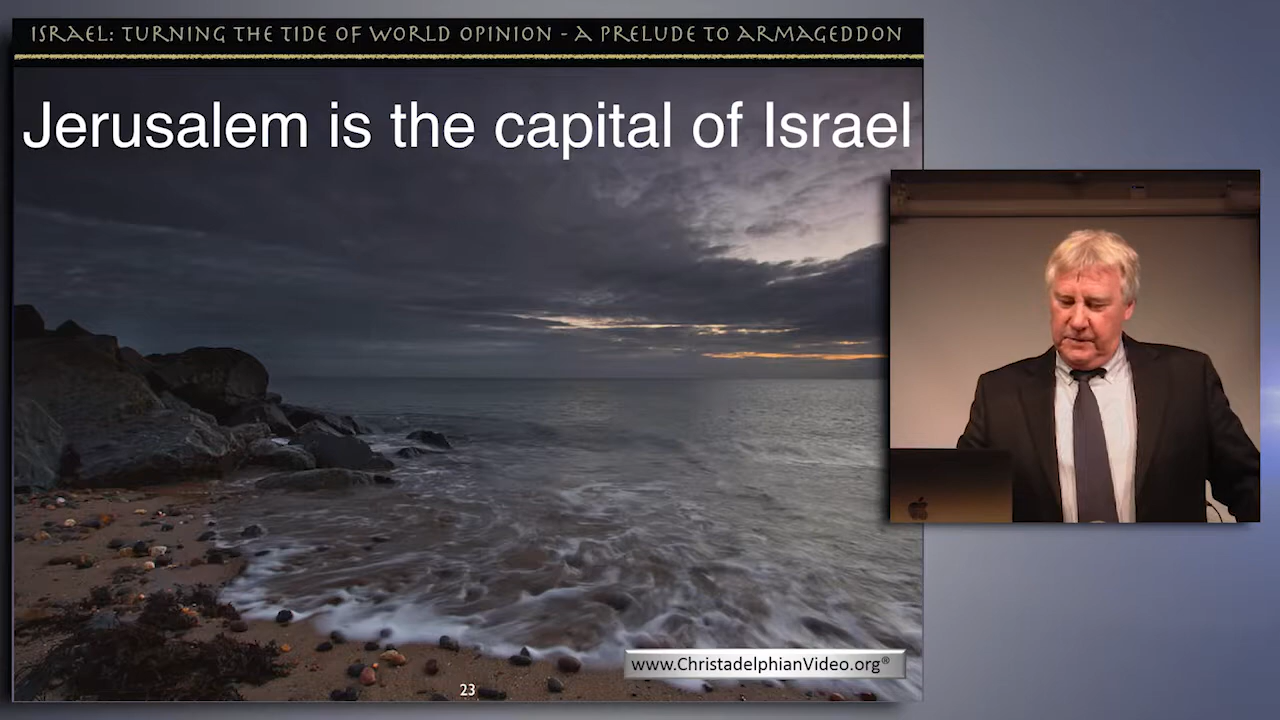 ISRAEL: TURNING THE TIDE OF WORLD OPINION - A PRELUDE TO ARMAGEDDON
Jerusalem is the capital of Israel
www.ChristadelphianVideo.org®
23